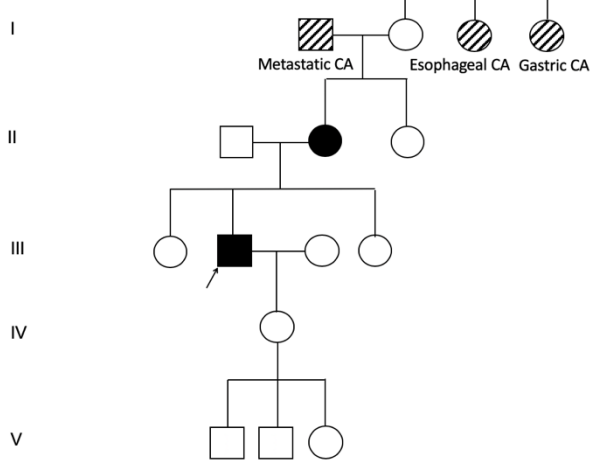 I
Metastatic CA
Esophageal CA
Gastric CA
II
III
IV
V